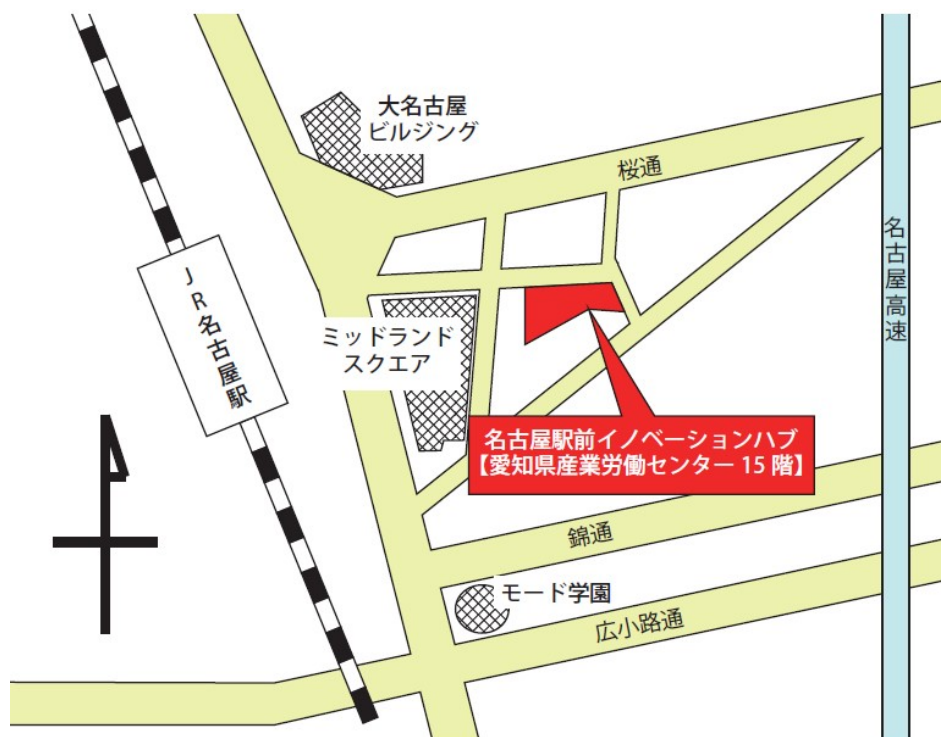 大名古屋
ビルジング
桜通
名古屋高速
JR名古屋駅
ミッドランド
スクエア
名古屋駅前イノベーションハブ
【愛知県産業労働センター 15 階】
錦通
モード学園
広小路通